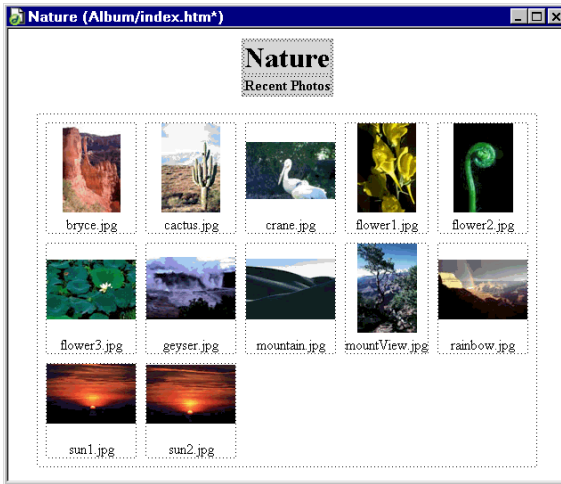 Nature (Album/index.htm*)
Nature
Recent Photos
bryce.jpg cactus.jpg crane.jpg flower1.jpg flower2.jpg
flower3.jpg geyser.jpg mountain.jpg mountView.jpg rainbow.jpg
sun1.jpg sun2.jpg